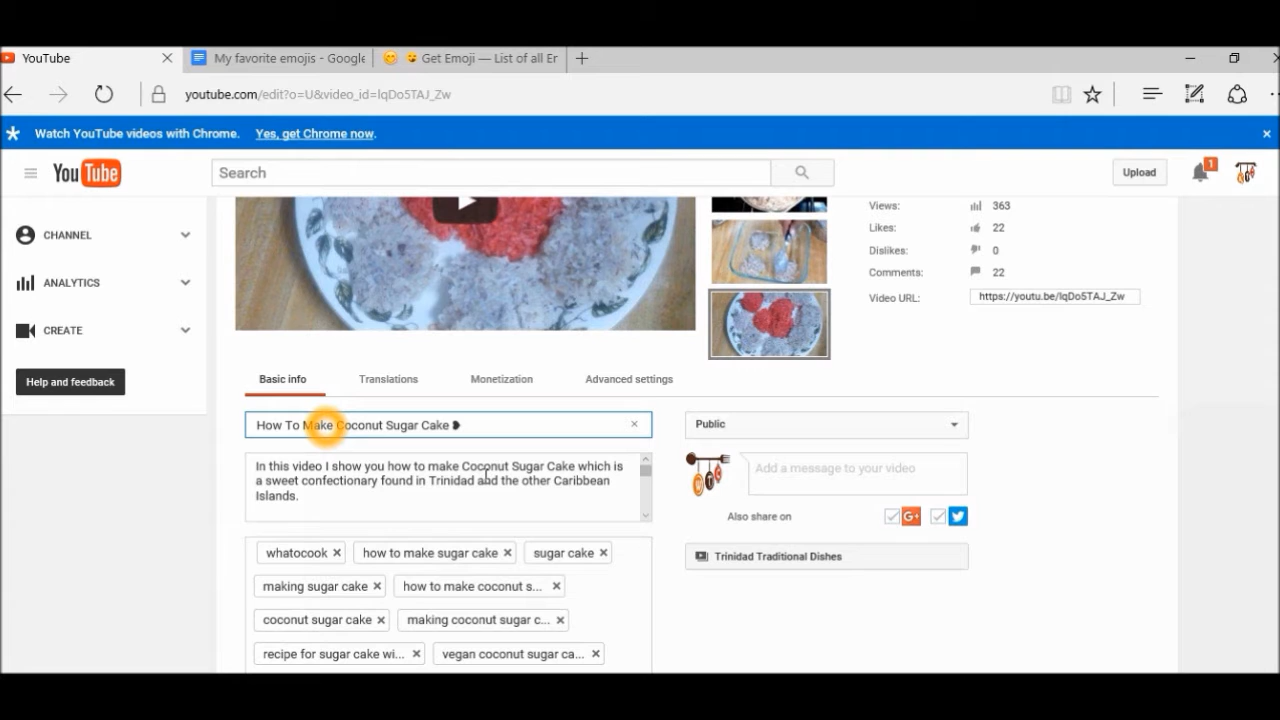 YouTube
My favorite emojis - Google
Get Emoji — List of all Er
youtube.com/edit?o=U&video_id=lqDo5TAJ_Zw
Watch YouTube videos with Chrome. Yes, get Chrome now.
YouTube
Search
Upload
1
CHANNEL
ANALYTICS
CREATE
Help and feedback
Views: 363
Likes: 22
Dislikes: 0
Comments: 22
Video URL: https://youtu.be/lqDo5TAJ_Zw
Basic info Translations Monetization Advanced settings
How To Make Coconut Sugar Cake ❥
In this video I show you how to make Coconut Sugar Cake which is
a sweet confectionary found in Trinidad and the other Caribbean
Islands.
Public
Add a message to your video
Also share on G+
Trinidad Traditional Dishes
whatocook × how to make sugar cake × sugar cake ×
making sugar cake × how to make coconut s... ×
coconut sugar cake × making coconut sugar c... ×
recipe for sugar cake wi... × vegan coconut sugar ca... ×